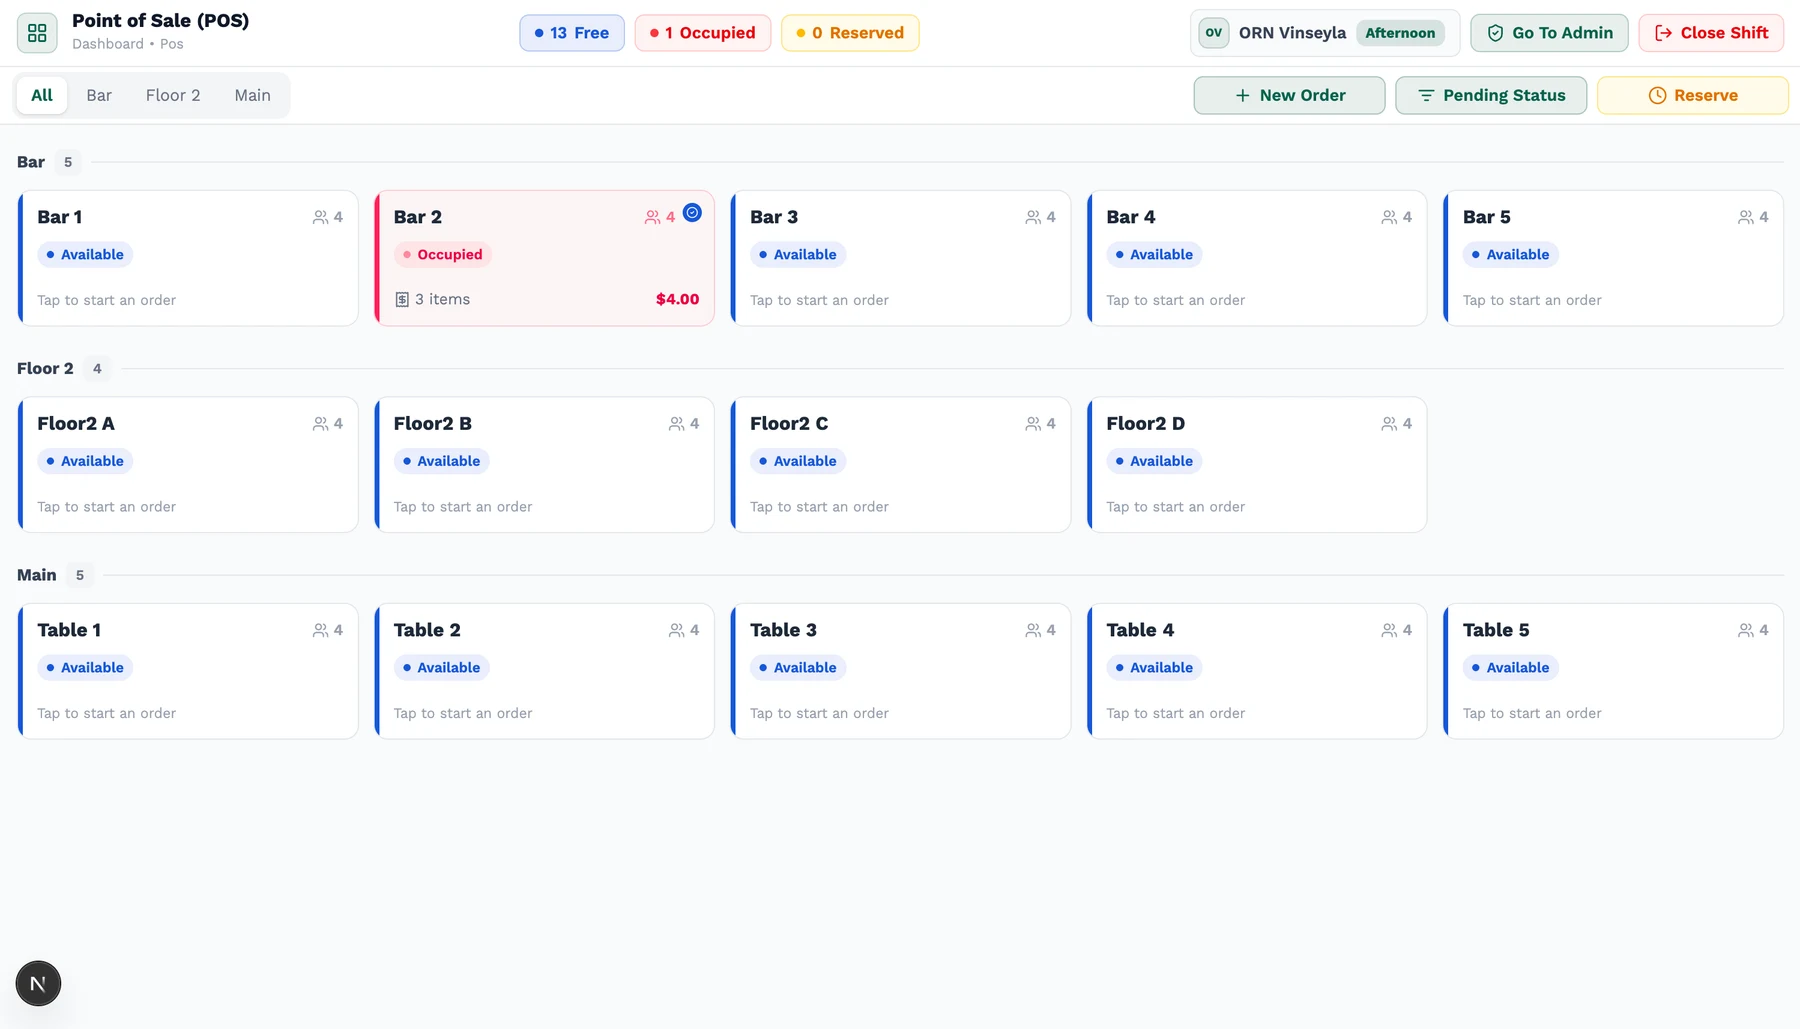 Point of Sale (POS)
Dashboard • Pos
13 Free
1 Occupied
0 Reserved
OV
ORN Vinseyla
Afternoon
Go To Admin
Close Shift
All
Bar
Floor 2
Main
New Order
Pending Status
Reserve
Bar 5
Bar 1
4
Available
Tap to start an order
Bar 2
4
Occupied
3 items
$4.00
Bar 3
4
Available
Tap to start an order
Bar 4
4
Available
Tap to start an order
Bar 5
4
Available
Tap to start an order
Floor 2 4
Floor2 A
4
Available
Tap to start an order
Floor2 B
4
Available
Tap to start an order
Floor2 C
4
Available
Tap to start an order
Floor2 D
4
Available
Tap to start an order
Main 5
Table 1
4
Available
Tap to start an order
Table 2
4
Available
Tap to start an order
Table 3
4
Available
Tap to start an order
Table 4
4
Available
Tap to start an order
Table 5
4
Available
Tap to start an order
N